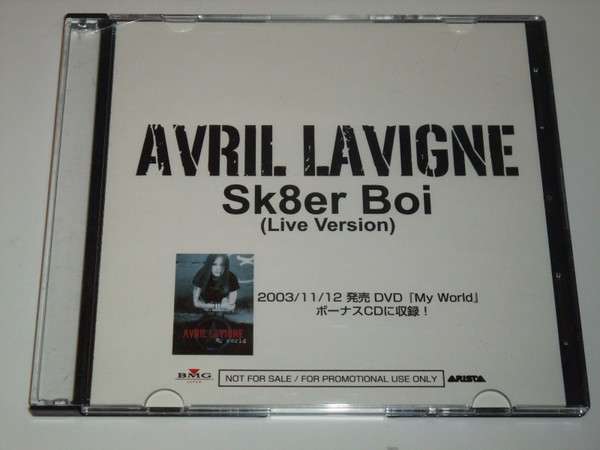 AVRIL LAVIGNE
Sk8er Boi
(Live Version)
2003/11/12 発売 DVD『My World』
ボーナスCDに収録！
AVRIL LAVIGNE
My world
BMG
JAPAN
NOT FOR SALE / FOR PROMOTIONAL USE ONLY
ARISTA